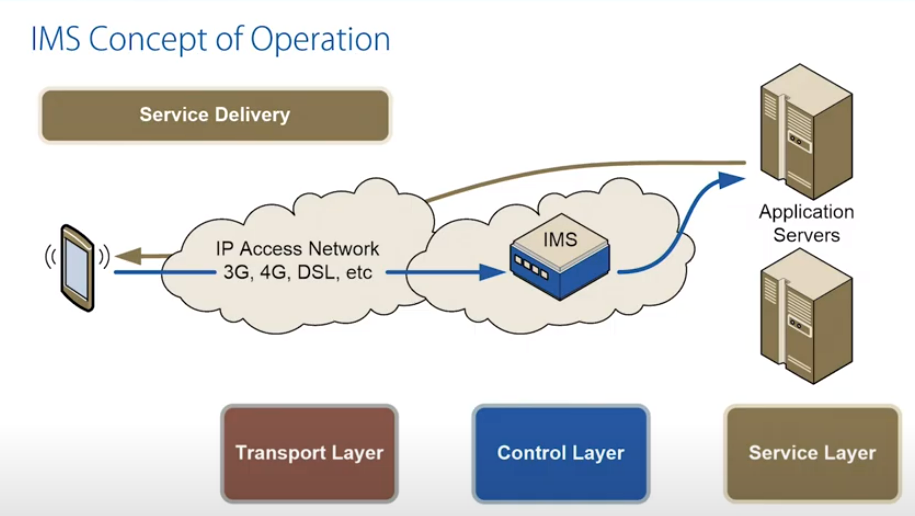 IMS Concept of Operation
Service Delivery
IP Access Network
3G, 4G, DSL, etc
IMS
Application
Servers
Transport Layer
Control Layer
Service Layer